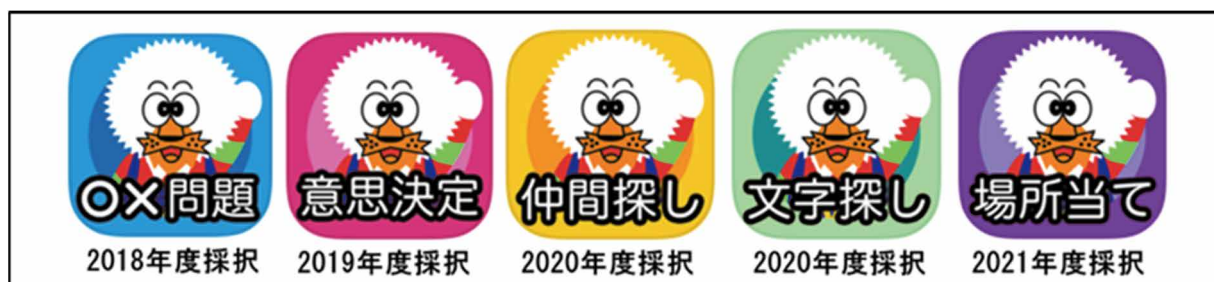 ○×問題
意思決定
仲間探し
文字探し
場所当て
2018年度採択
2019年度採択
2020年度採択
2020年度採択
2021年度採択